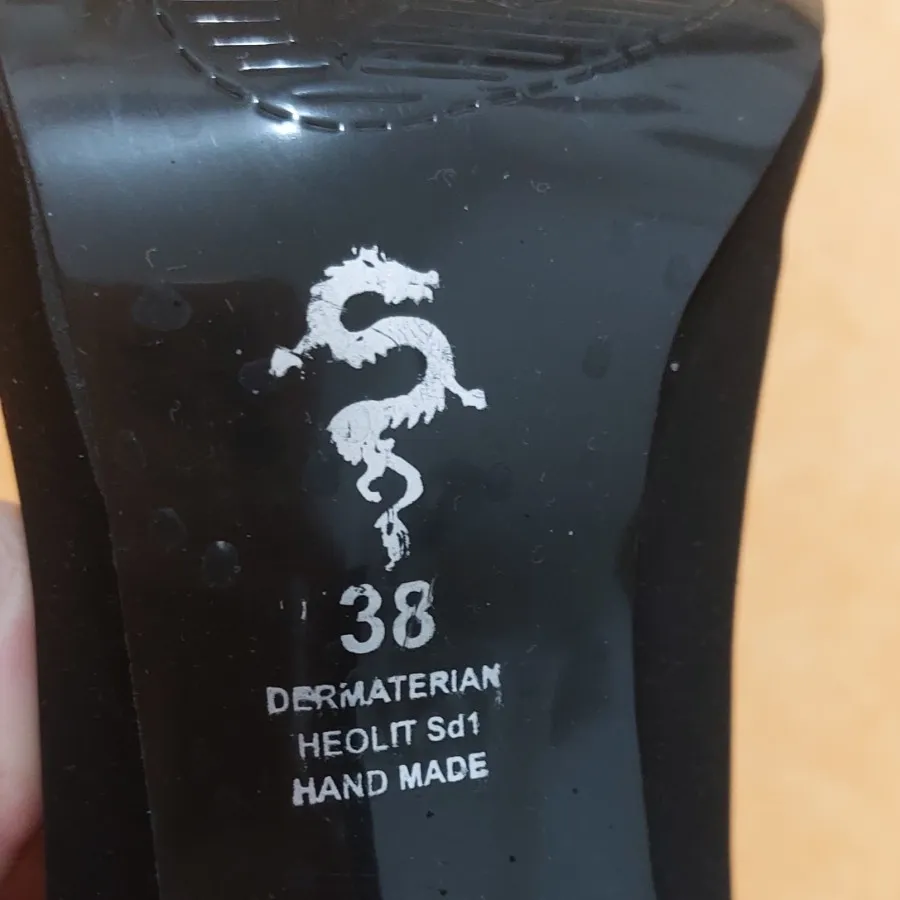 38
DERMATERIAN
HEOLIT Sd1
HAND MADE